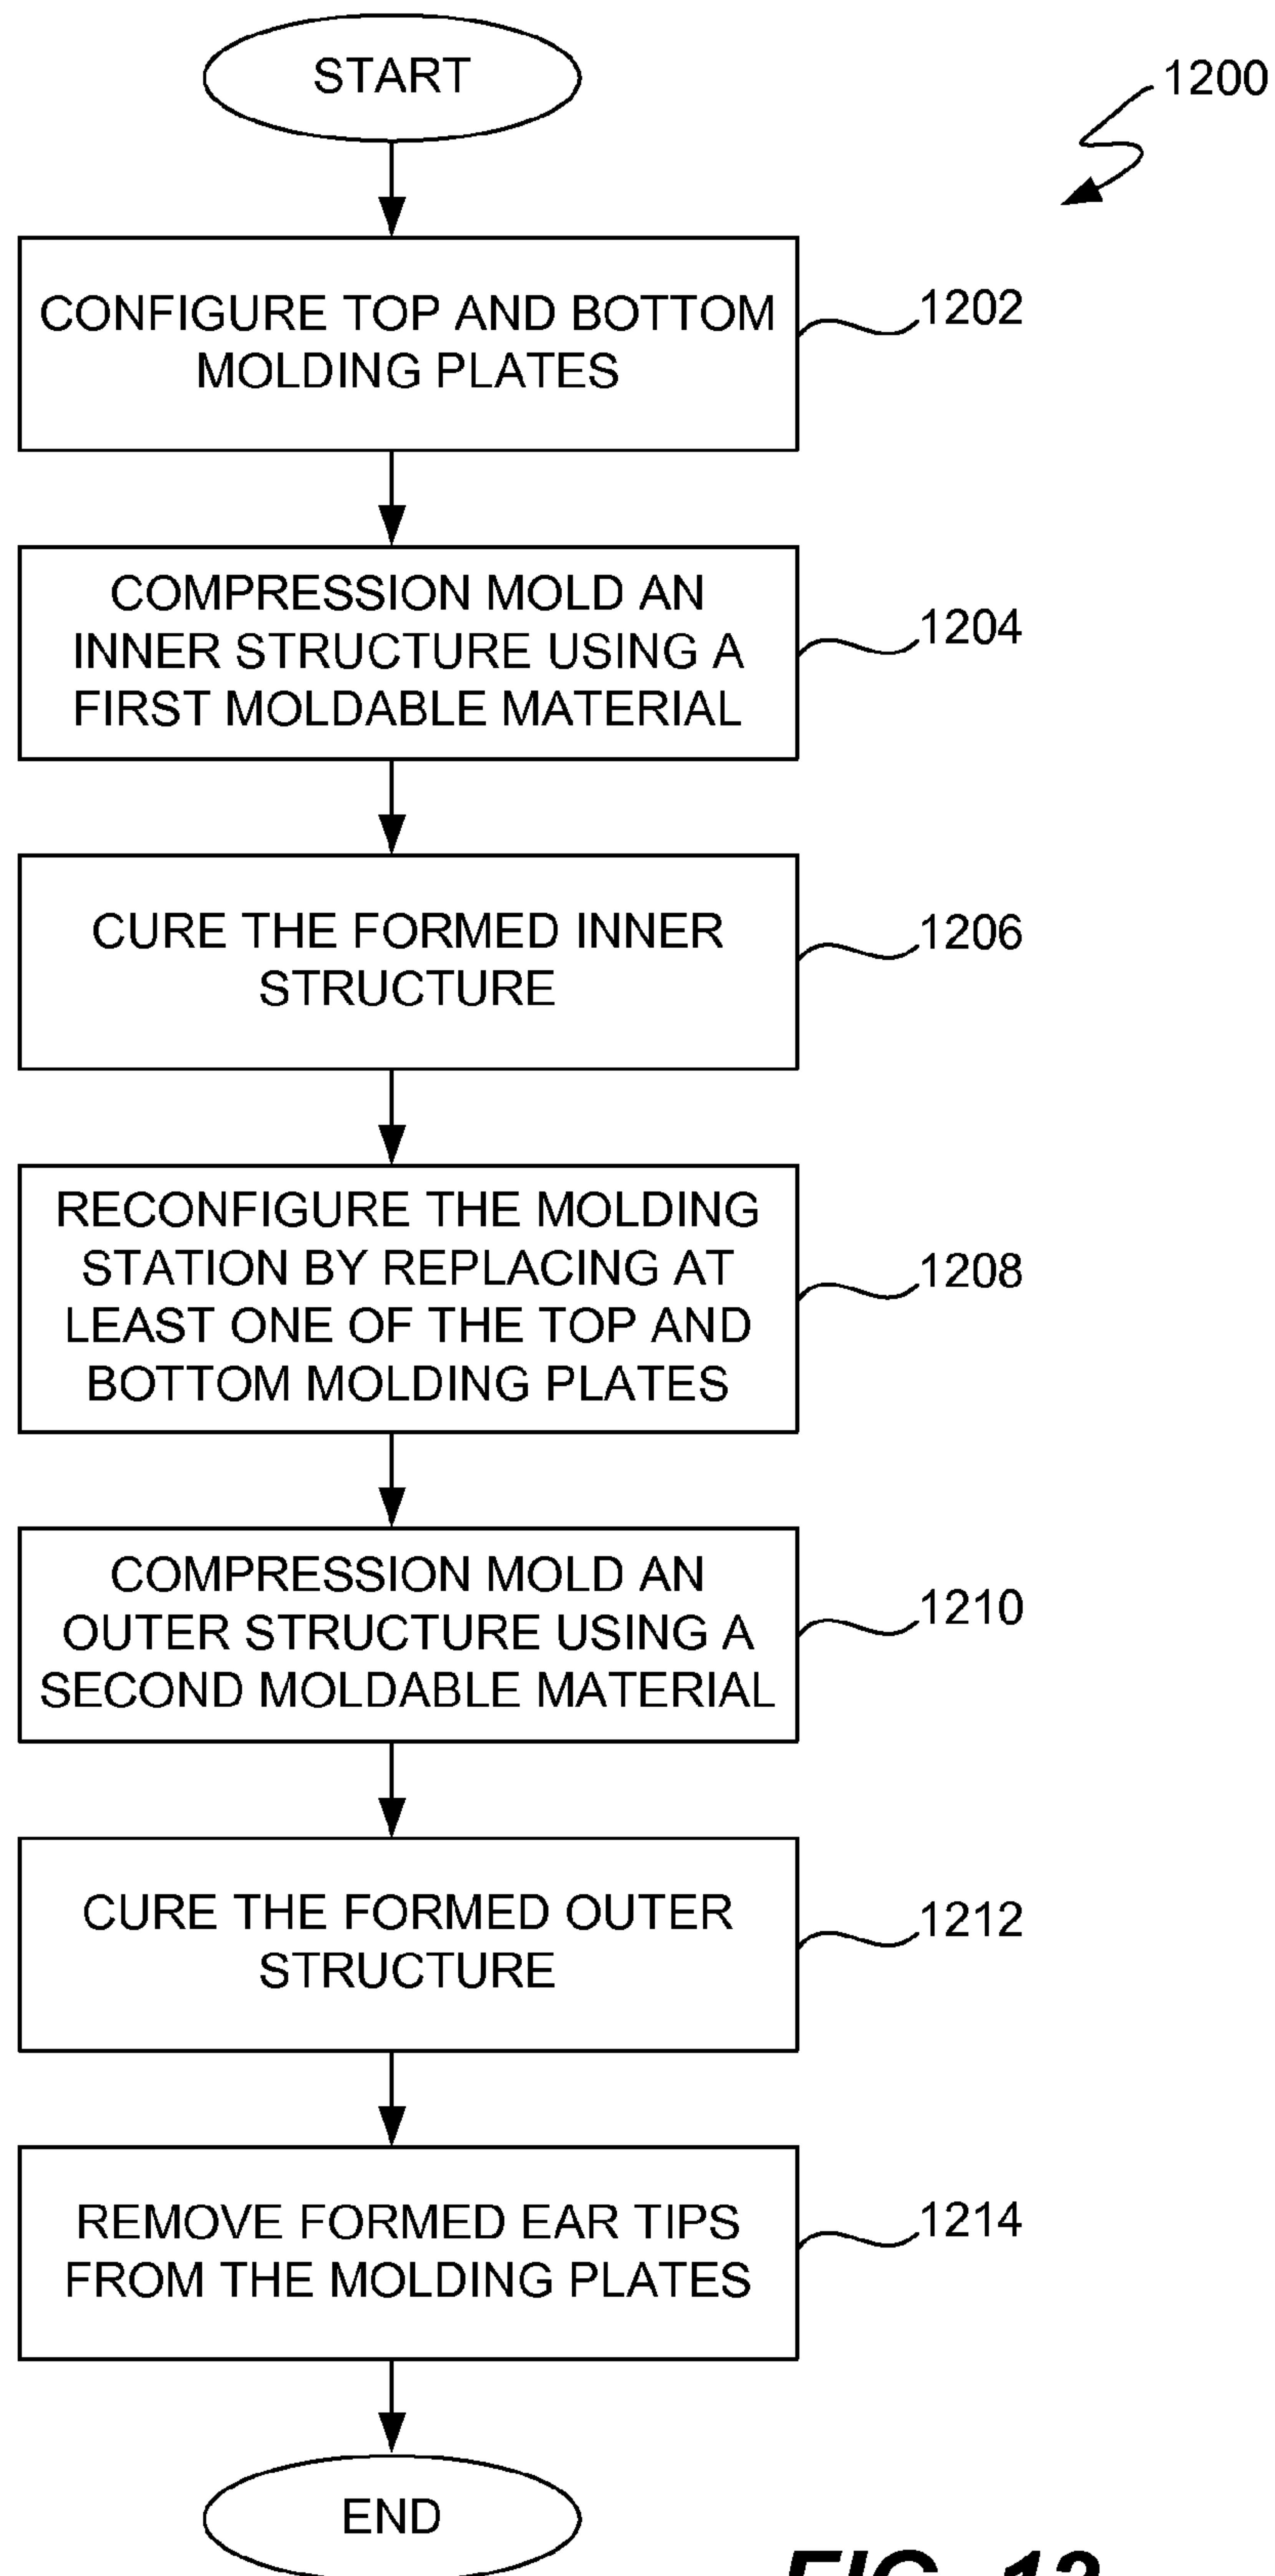 START
1200
CONFIGURE TOP AND BOTTOM
MOLDING PLATES
1202
COMPRESSION MOLD AN
INNER STRUCTURE USING A
FIRST MOLDABLE MATERIAL
1204
CURE THE FORMED INNER
STRUCTURE
1206
RECONFIGURE THE MOLDING
STATION BY REPLACING AT
LEAST ONE OF THE TOP AND
BOTTOM MOLDING PLATES
1208
COMPRESSION MOLD AN
OUTER STRUCTURE USING A
SECOND MOLDABLE MATERIAL
1210
CURE THE FORMED OUTER
STRUCTURE
1212
REMOVE FORMED EAR TIPS
FROM THE MOLDING PLATES
1214
END
FIG.